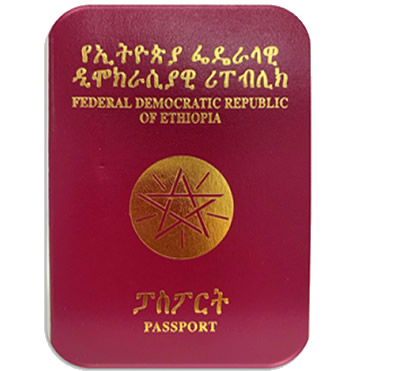 የኢትዮጵያ ፌዴራላዊ
ዲሞክራሲያዊ ሪፐብሊክ
FEDERAL DEMOCRATIC REPUBLIC
OF ETHIOPIA
ፓስፖርት
PASSPORT